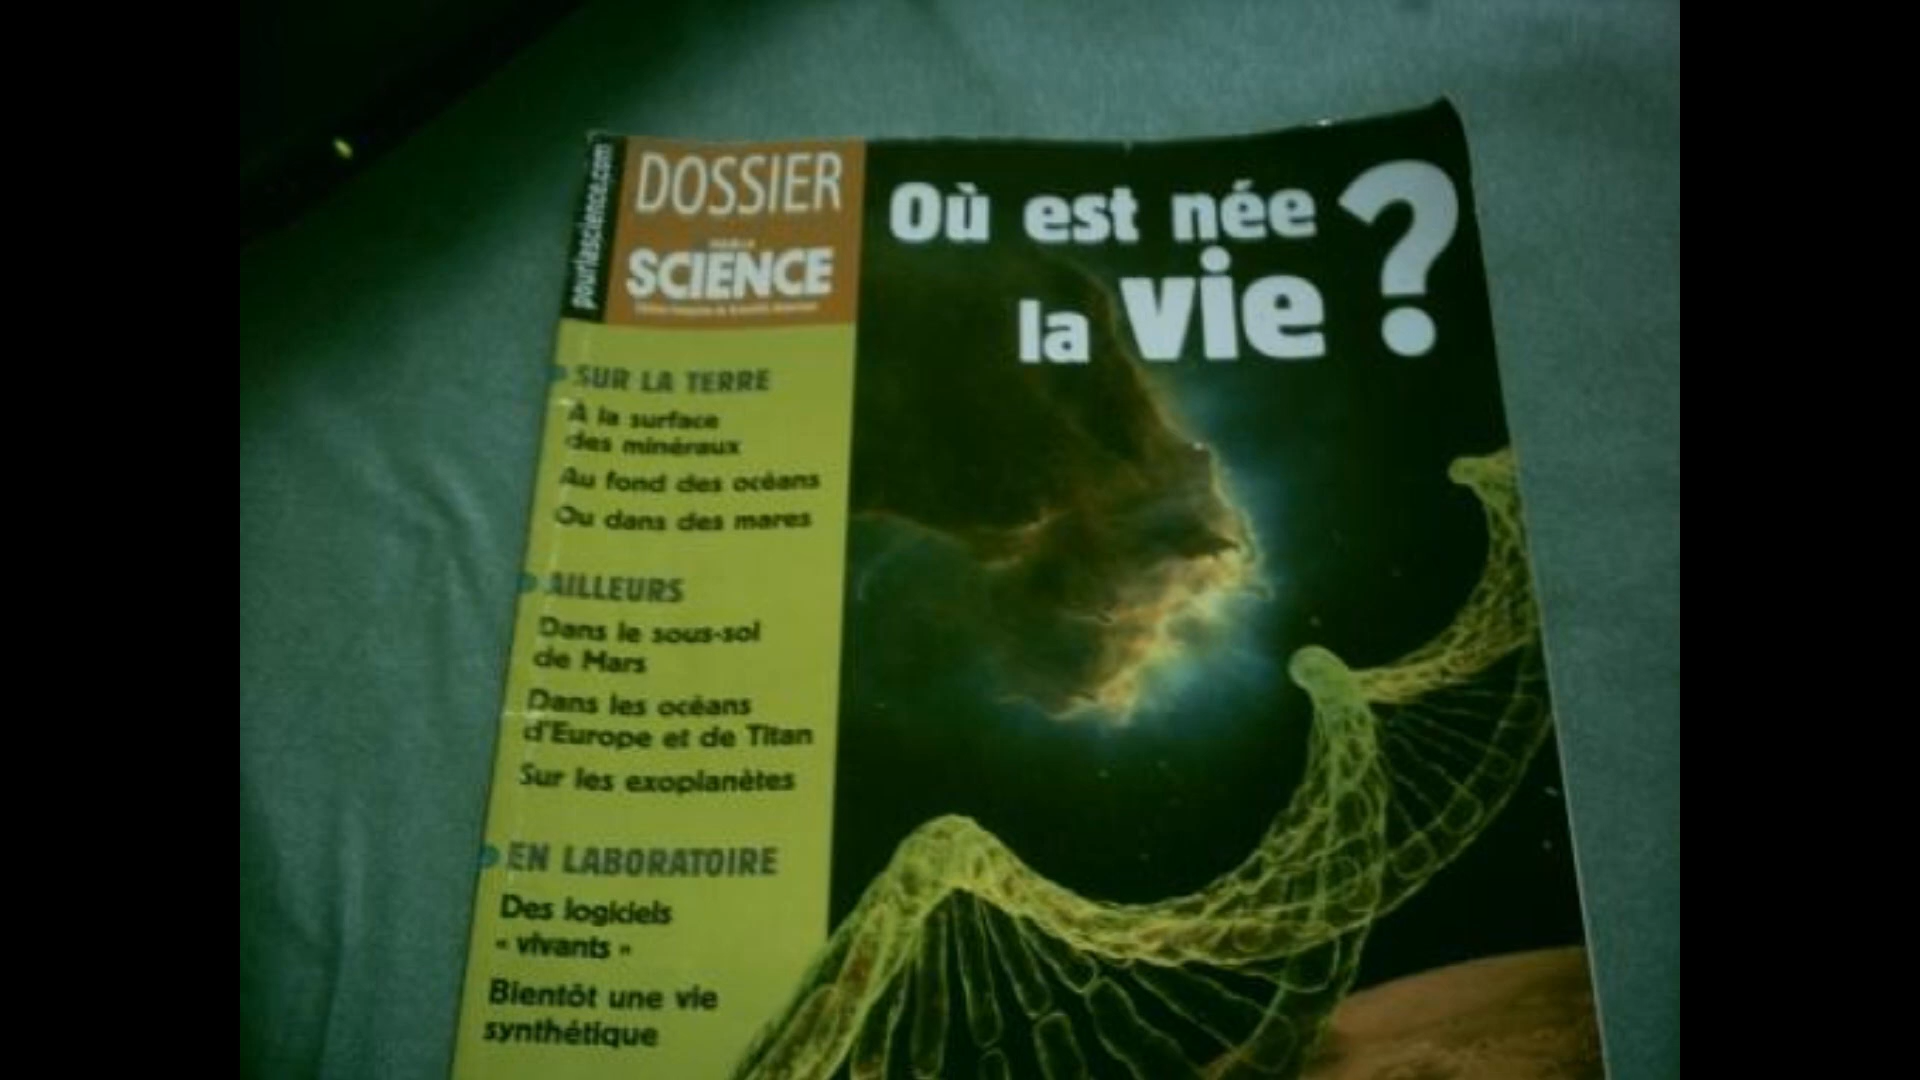 pourlascience.com
DOSSIER
SCIENCE
Où est née
la vie ?
SUR LA TERRE
À la surface
des minéraux
Au fond des océans
Ou dans des mares
AILLEURS
Dans le sous-sol
de Mars
Dans les océans
d'Europe et de Titan
Sur les exoplanètes
EN LABORATOIRE
Des logiciels
« vivants »
Bientôt une vie
synthétique